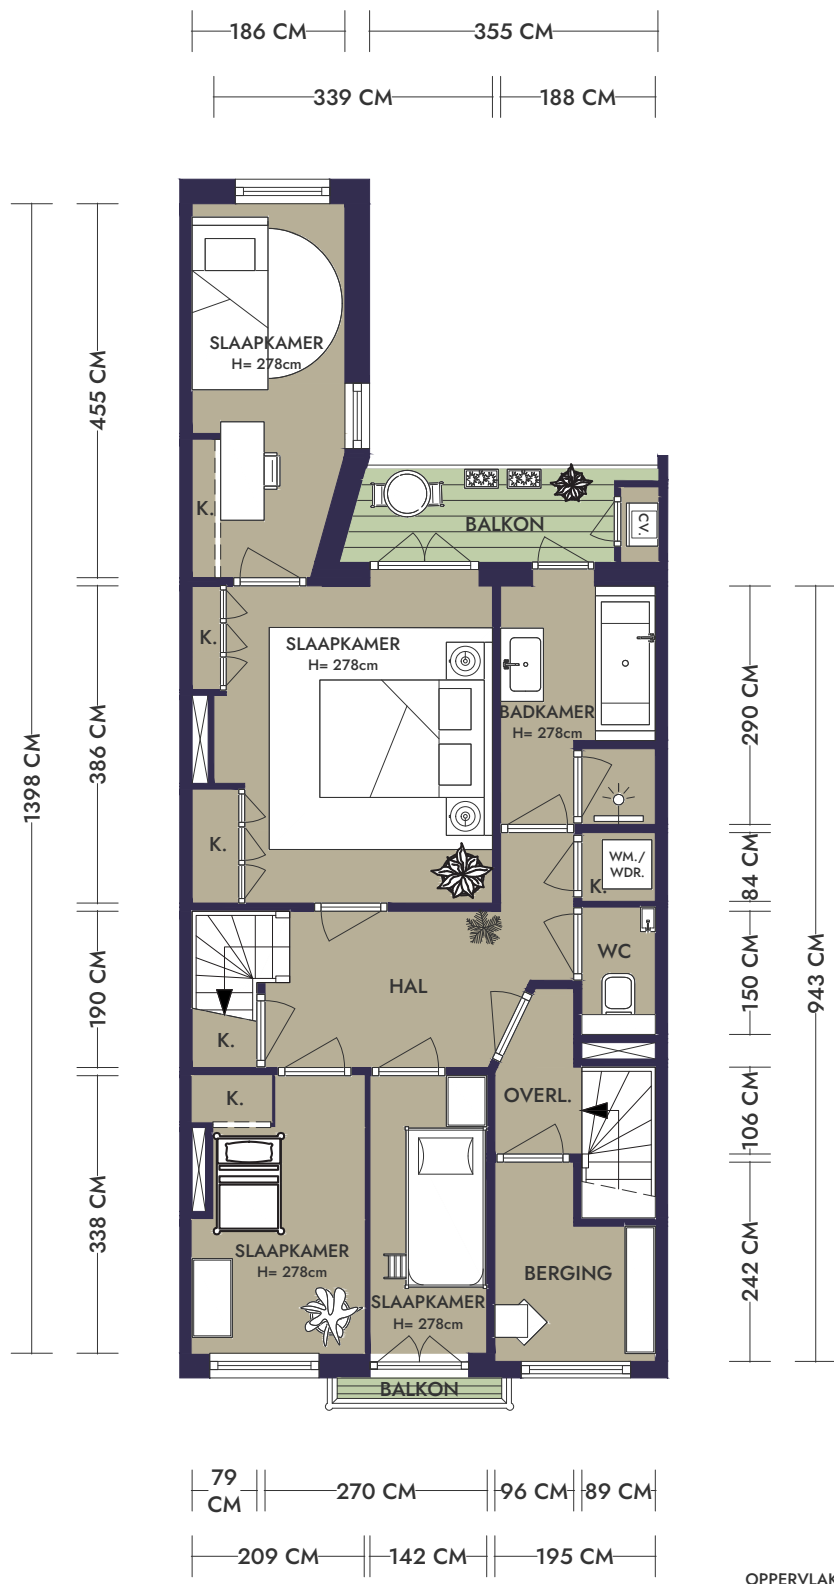 186 CM
355 CM
339 CM
188 CM
SLAAPKAMER
H= 278cm
455 CM
K.
BALKON
CV.
K.
SLAAPKAMER
H= 278cm
BADKAMER
H= 278cm
290 CM
386 CM
1398 CM
K.
WM./
WDR.
K.
84 CM
WC
HAL
190 CM
150 CM
943 CM
K.
K.
OVERL.
106 CM
338 CM
SLAAPKAMER
H= 278cm
BERGING
242 CM
SLAAPKAMER
H= 278cm
BALKON
79
CM
270 CM
96 CM
89 CM
209 CM
142 CM
195 CM
OPPERVLAK